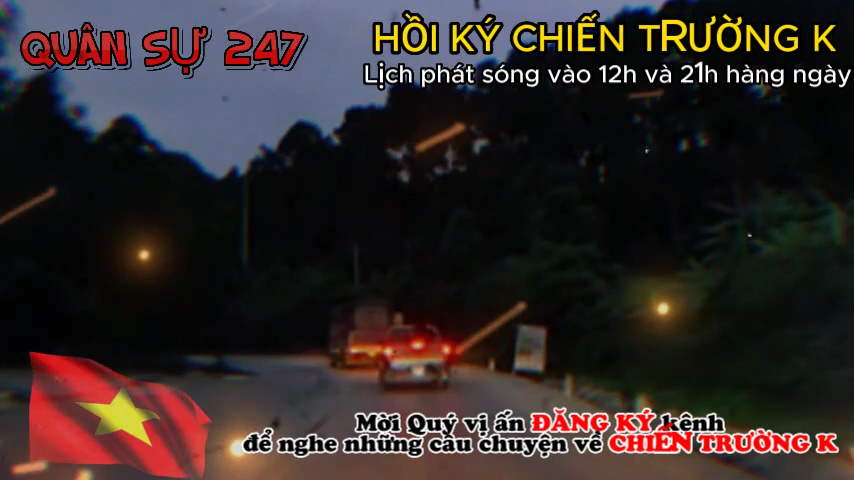 QUÂN SỰ 247
HỒI KÝ CHIẾN TRƯỜNG K
Lịch phát sóng vào 12h và 21h hàng ngày
Mời Quý vị ấn ĐĂNG KÝ kênh
để nghe những câu chuyện về CHIẾN TRƯỜNG K